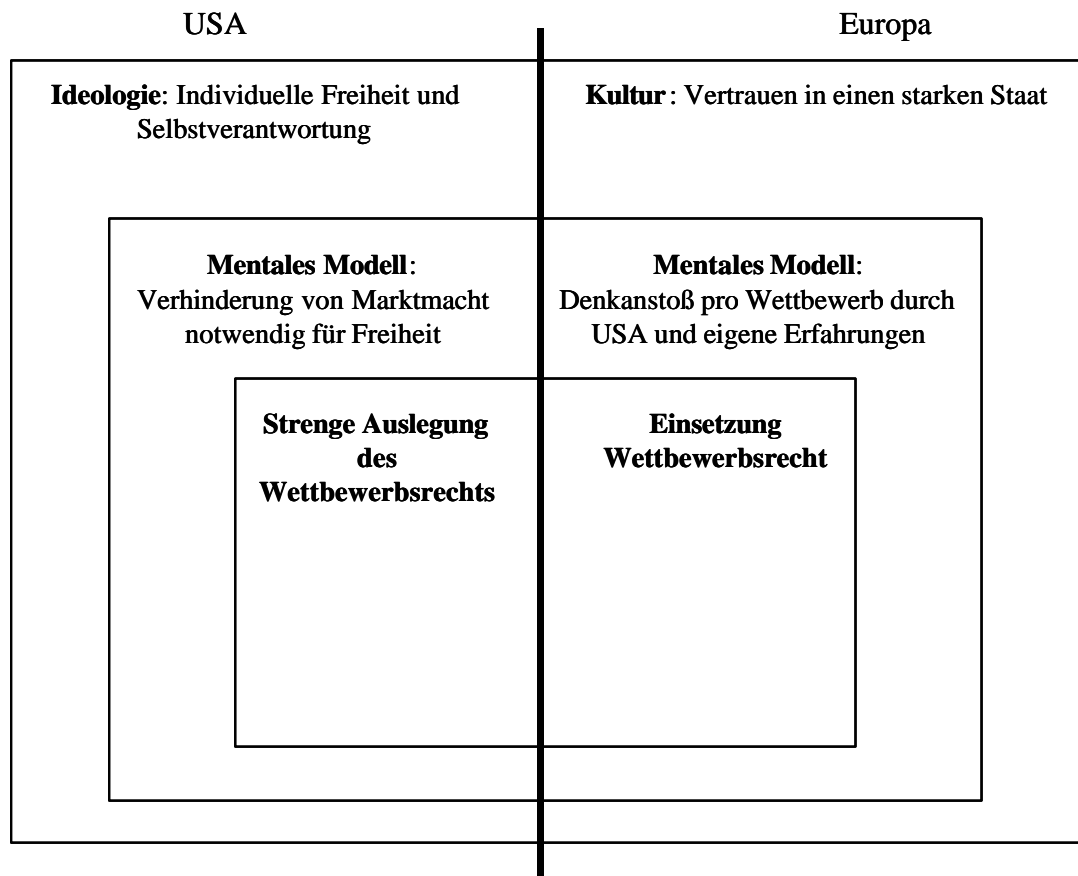 USA
Europa
Ideologie: Individuelle Freiheit und
Selbstverantwortung
Kultur : Vertrauen in einen starken Staat
Mentales Modell:
Verhinderung von Marktmacht
notwendig für Freiheit
Mentales Modell:
Denkanstoß pro Wettbewerb durch
USA und eigene Erfahrungen
Strenge Auslegung
des
Wettbewerbsrechts
Einsetzung
Wettbewerbsrecht